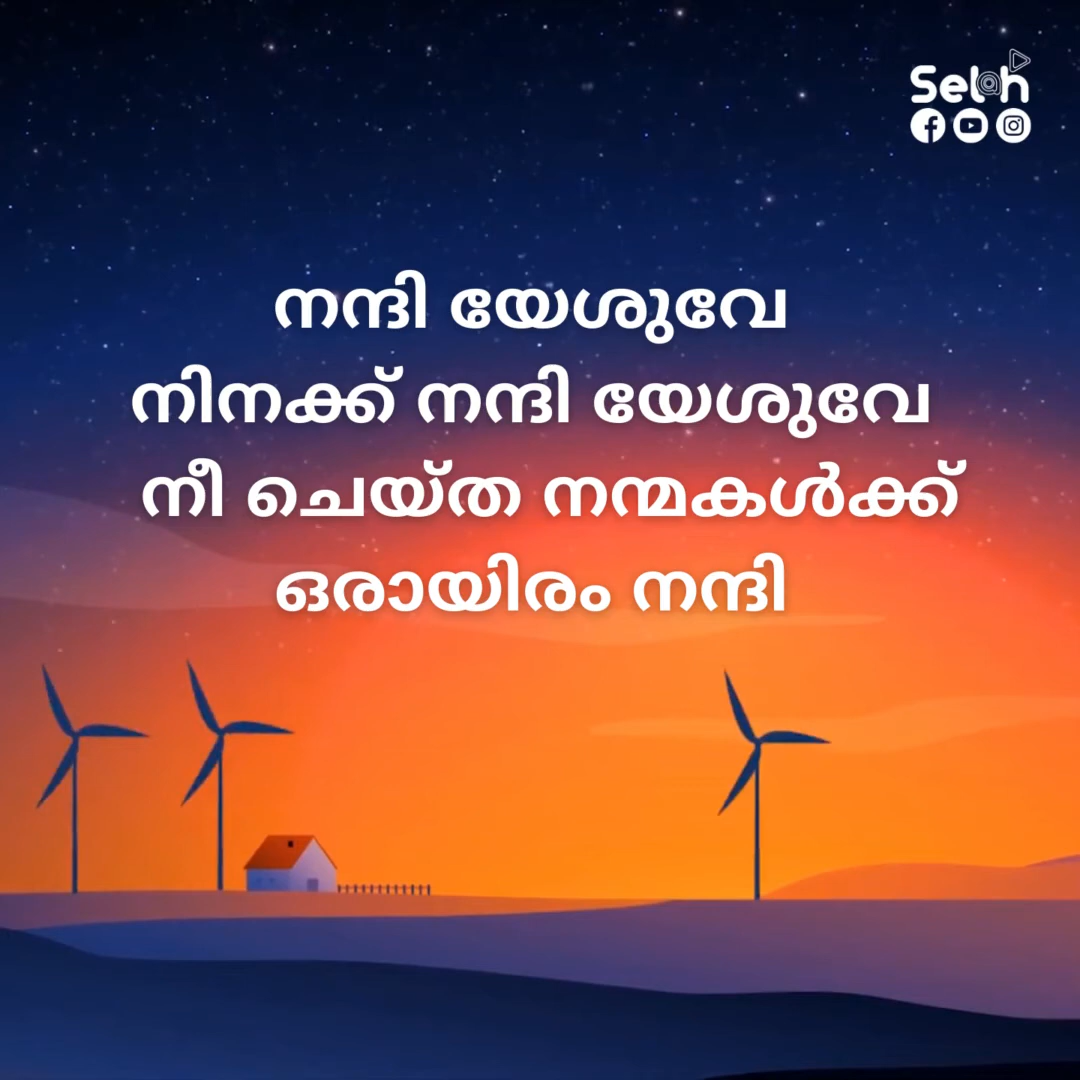 Selah
നന്ദി യേശുവേ
നിനക്ക് നന്ദി യേശുവേ
നീ ചെയ്ത നന്മകൾക്ക്
ഒരായിരം നന്ദി